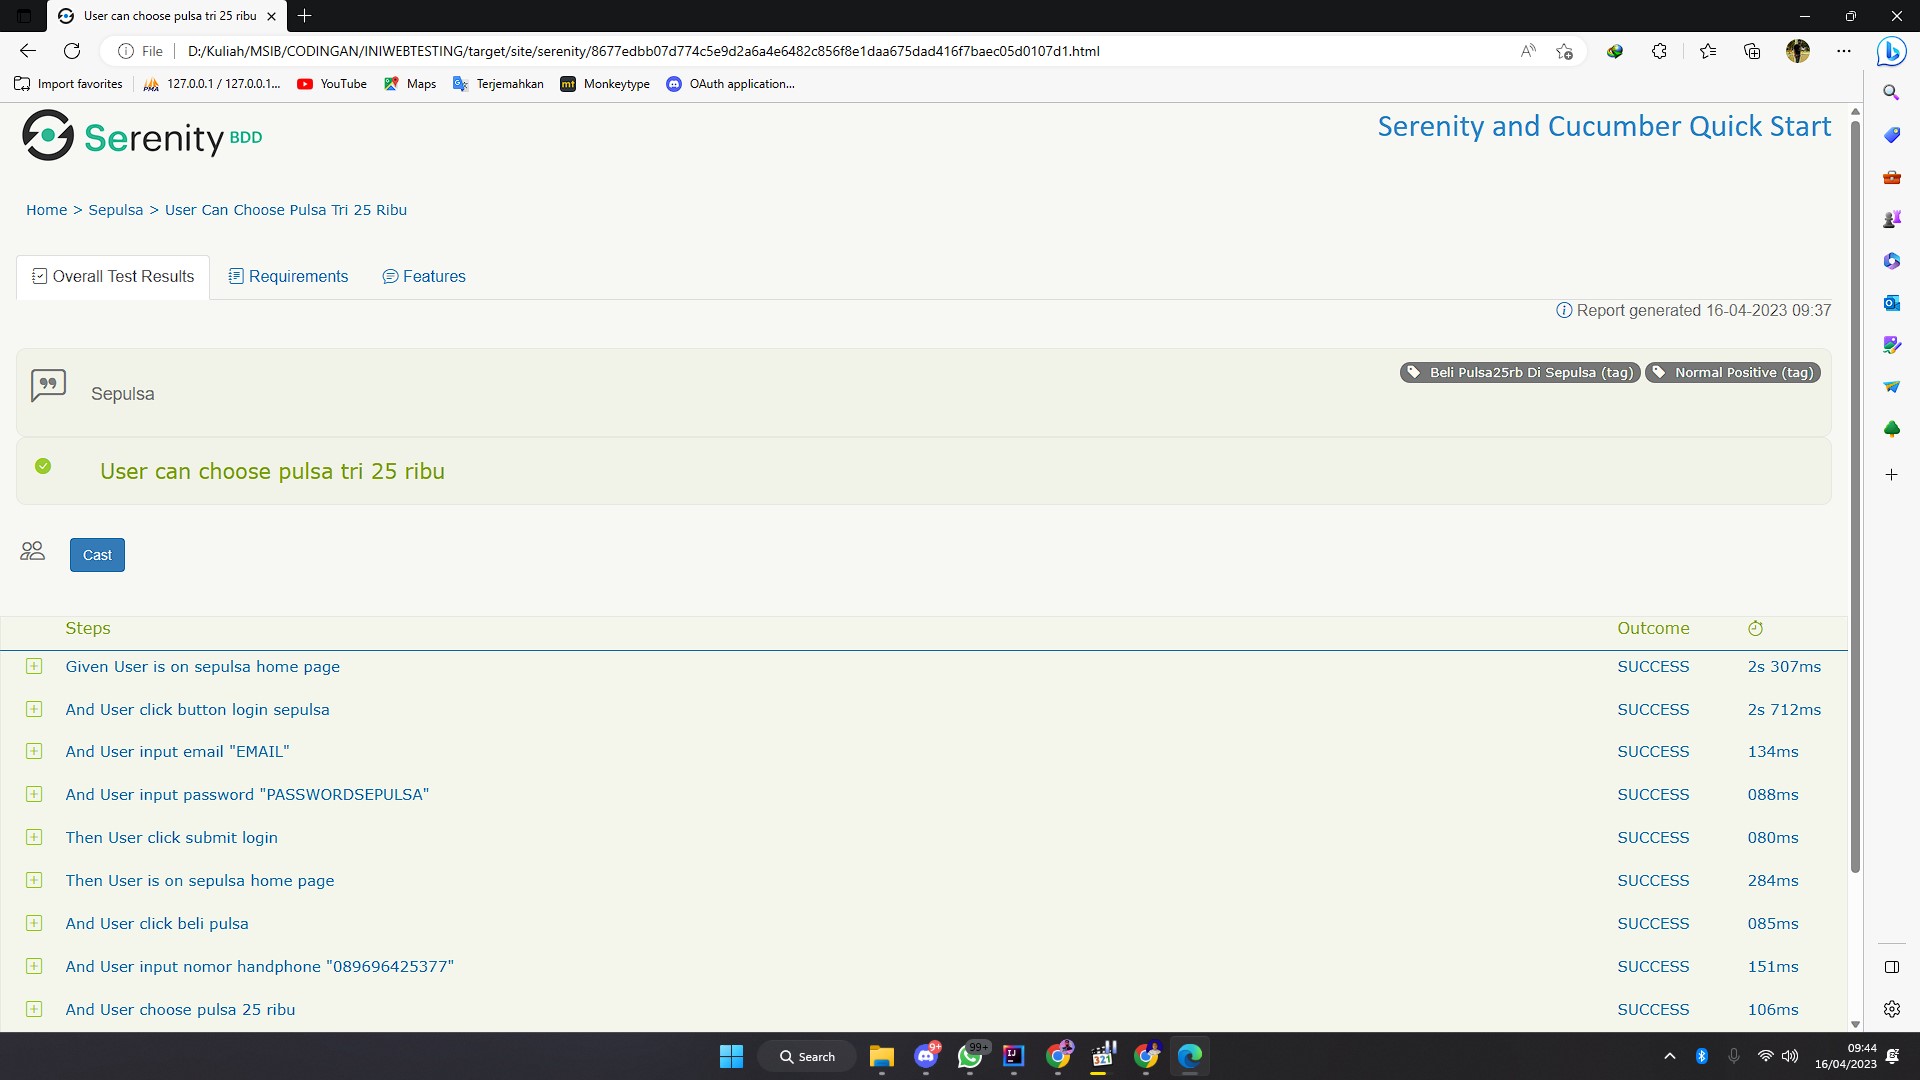 User can choose pulsa tri 25 ribu
File
D:/Kuliah/MSIB/CODINGAN/INIWEBTESTING/target/site/serenity/8677edbb07d774c5e9d2a6a4e6482c856f8e1daa675dad416f7baec05d0107d1.html
Import favorites
127.0.0.1 / 127.0.0.1...
YouTube
Maps
Terjemahkan
Monkeytype
OAuth application...
Serenity BDD
Serenity and Cucumber Quick Start
Home > Sepulsa > User Can Choose Pulsa Tri 25 Ribu
Overall Test Results
Requirements
Features
Report generated 16-04-2023 09:37
Beli Pulsa25rb Di Sepulsa (tag)
Normal Positive (tag)
Sepulsa
User can choose pulsa tri 25 ribu
Cast
Steps Outcome
Given User is on sepulsa home page SUCCESS 2s 307ms
And User click button login sepulsa SUCCESS 2s 712ms
And User input email "EMAIL" SUCCESS 134ms
And User input password "PASSWORDSEPULSA" SUCCESS 088ms
Then User click submit login SUCCESS 080ms
Then User is on sepulsa home page SUCCESS 284ms
And User click beli pulsa SUCCESS 085ms
And User input nomor handphone "089696425377" SUCCESS 151ms
And User choose pulsa 25 ribu SUCCESS 106ms
Search
9+
99+
321
09:44
16/04/2023